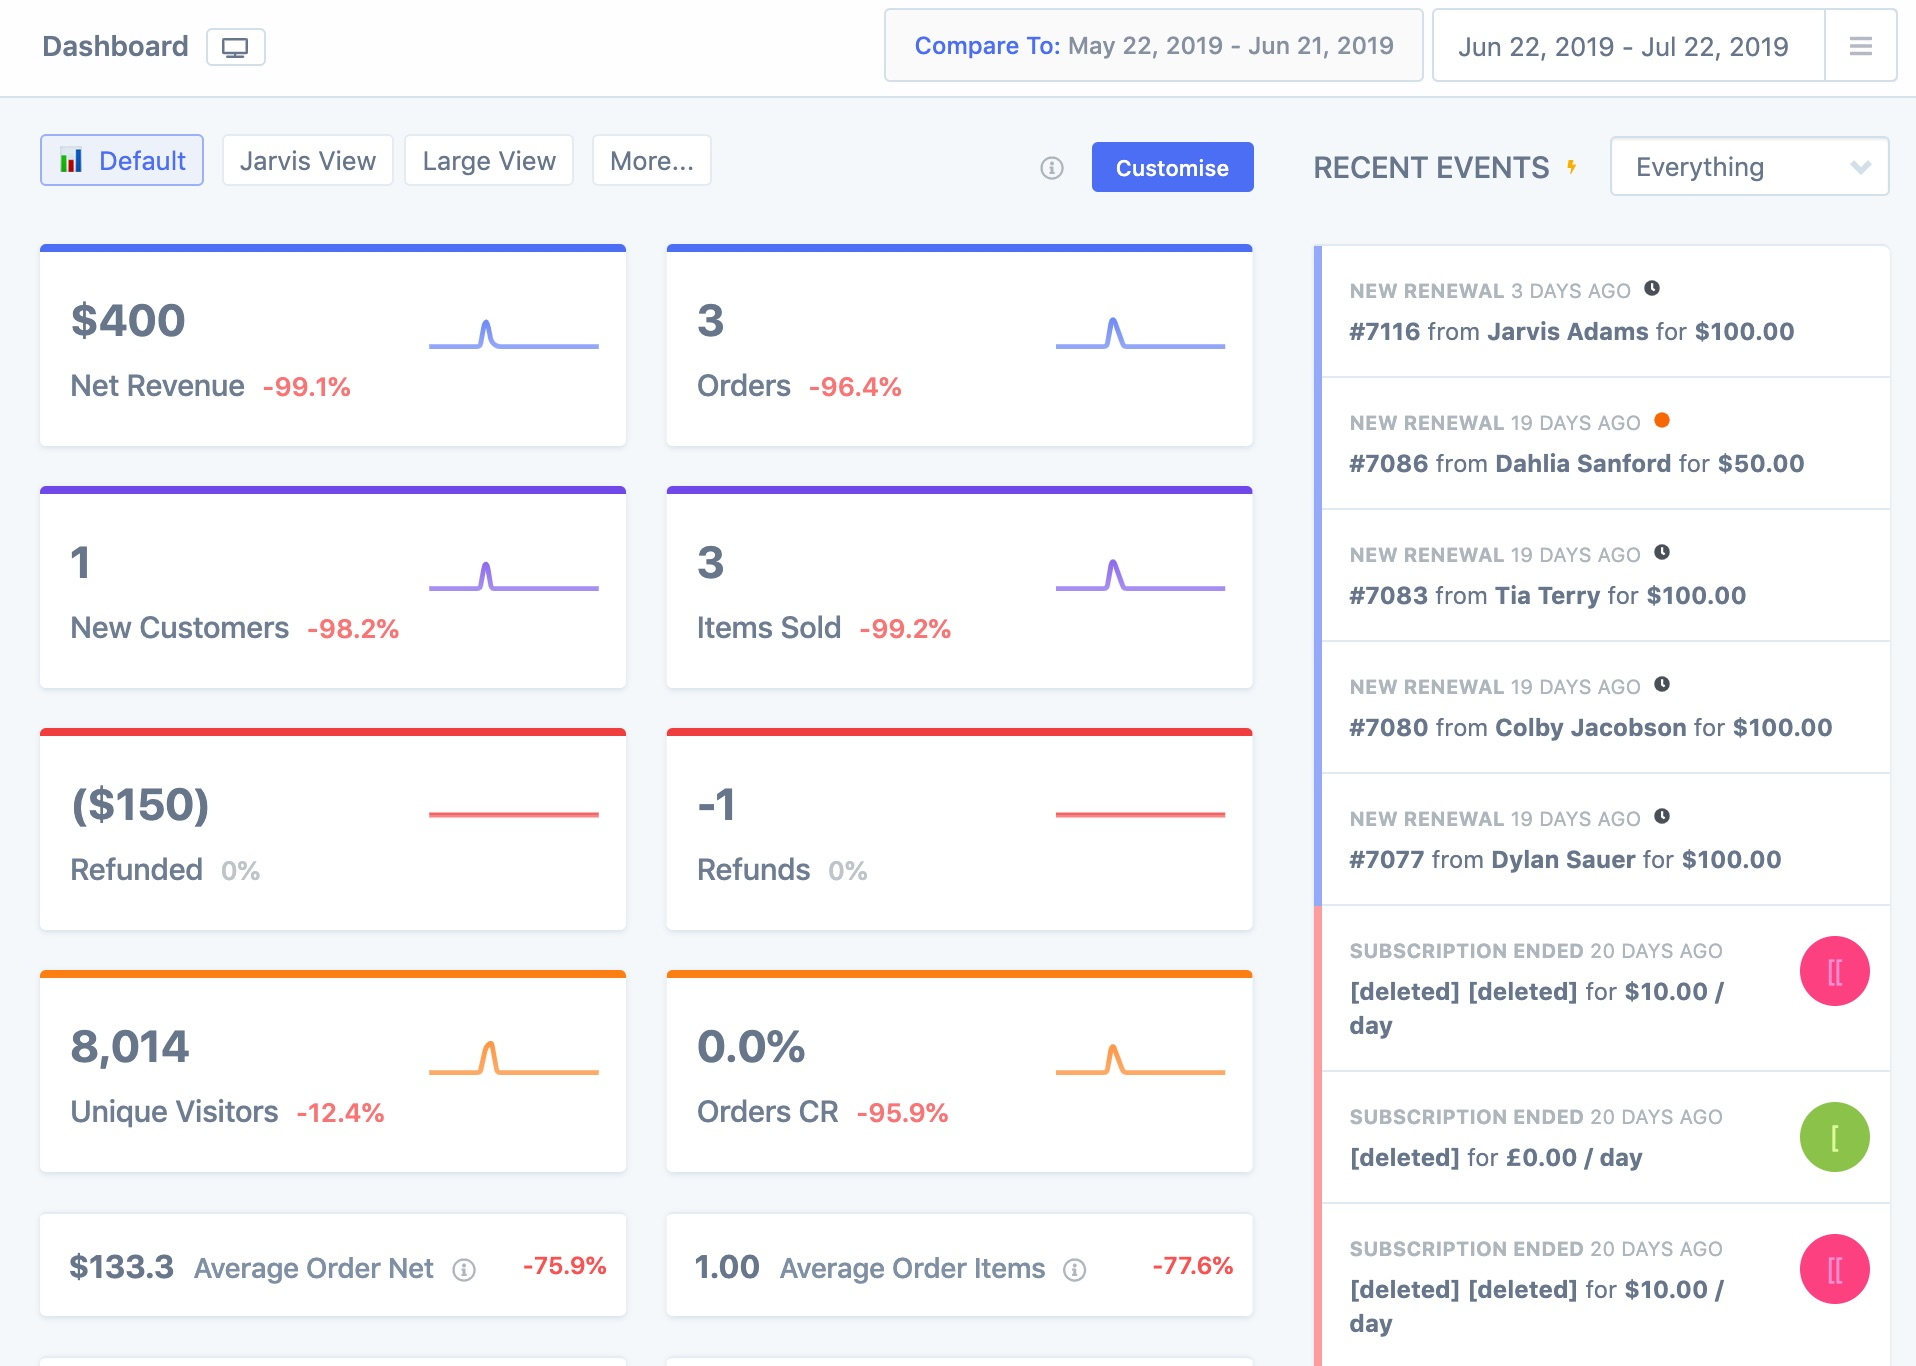 Dashboard
Compare To: May 22, 2019 - Jun 21, 2019
Jun 22, 2019 - Jul 22, 2019
Default
Jarvis View
Large View
More...
Customise
$400
Net Revenue -99.1%
3
Orders -96.4%
1
New Customers -98.2%
3
Items Sold -99.2%
($150)
Refunded 0%
-1
Refunds 0%
8,014
Unique Visitors -12.4%
0.0%
Orders CR -95.9%
$133.3 Average Order Net -75.9%
1.00 Average Order Items -77.6%
RECENT EVENTS
Everything
NEW RENEWAL 3 DAYS AGO
#7116 from Jarvis Adams for $100.00
NEW RENEWAL 19 DAYS AGO
#7086 from Dahlia Sanford for $50.00
NEW RENEWAL 19 DAYS AGO
#7083 from Tia Terry for $100.00
NEW RENEWAL 19 DAYS AGO
#7080 from Colby Jacobson for $100.00
NEW RENEWAL 19 DAYS AGO
#7077 from Dylan Sauer for $100.00
SUBSCRIPTION ENDED 20 DAYS AGO
[deleted] [deleted] for $10.00 /
day
[[
SUBSCRIPTION ENDED 20 DAYS AGO
[deleted] for £0.00 / day
[
SUBSCRIPTION ENDED 20 DAYS AGO
[deleted] [deleted] for $10.00 /
day
[[